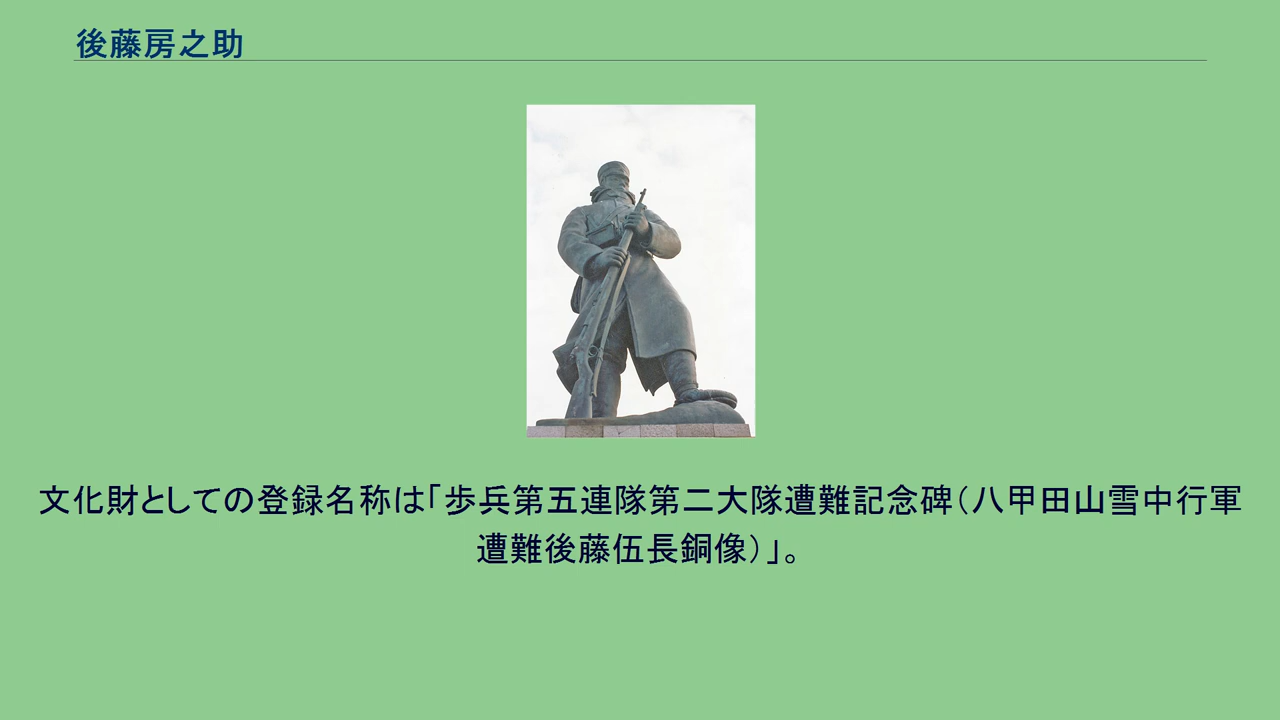 後藤房之助
文化財としての登録名称は「歩兵第五連隊第二大隊遭難記念碑（八甲田山雪中行軍
遭難後藤伍長銅像）」。